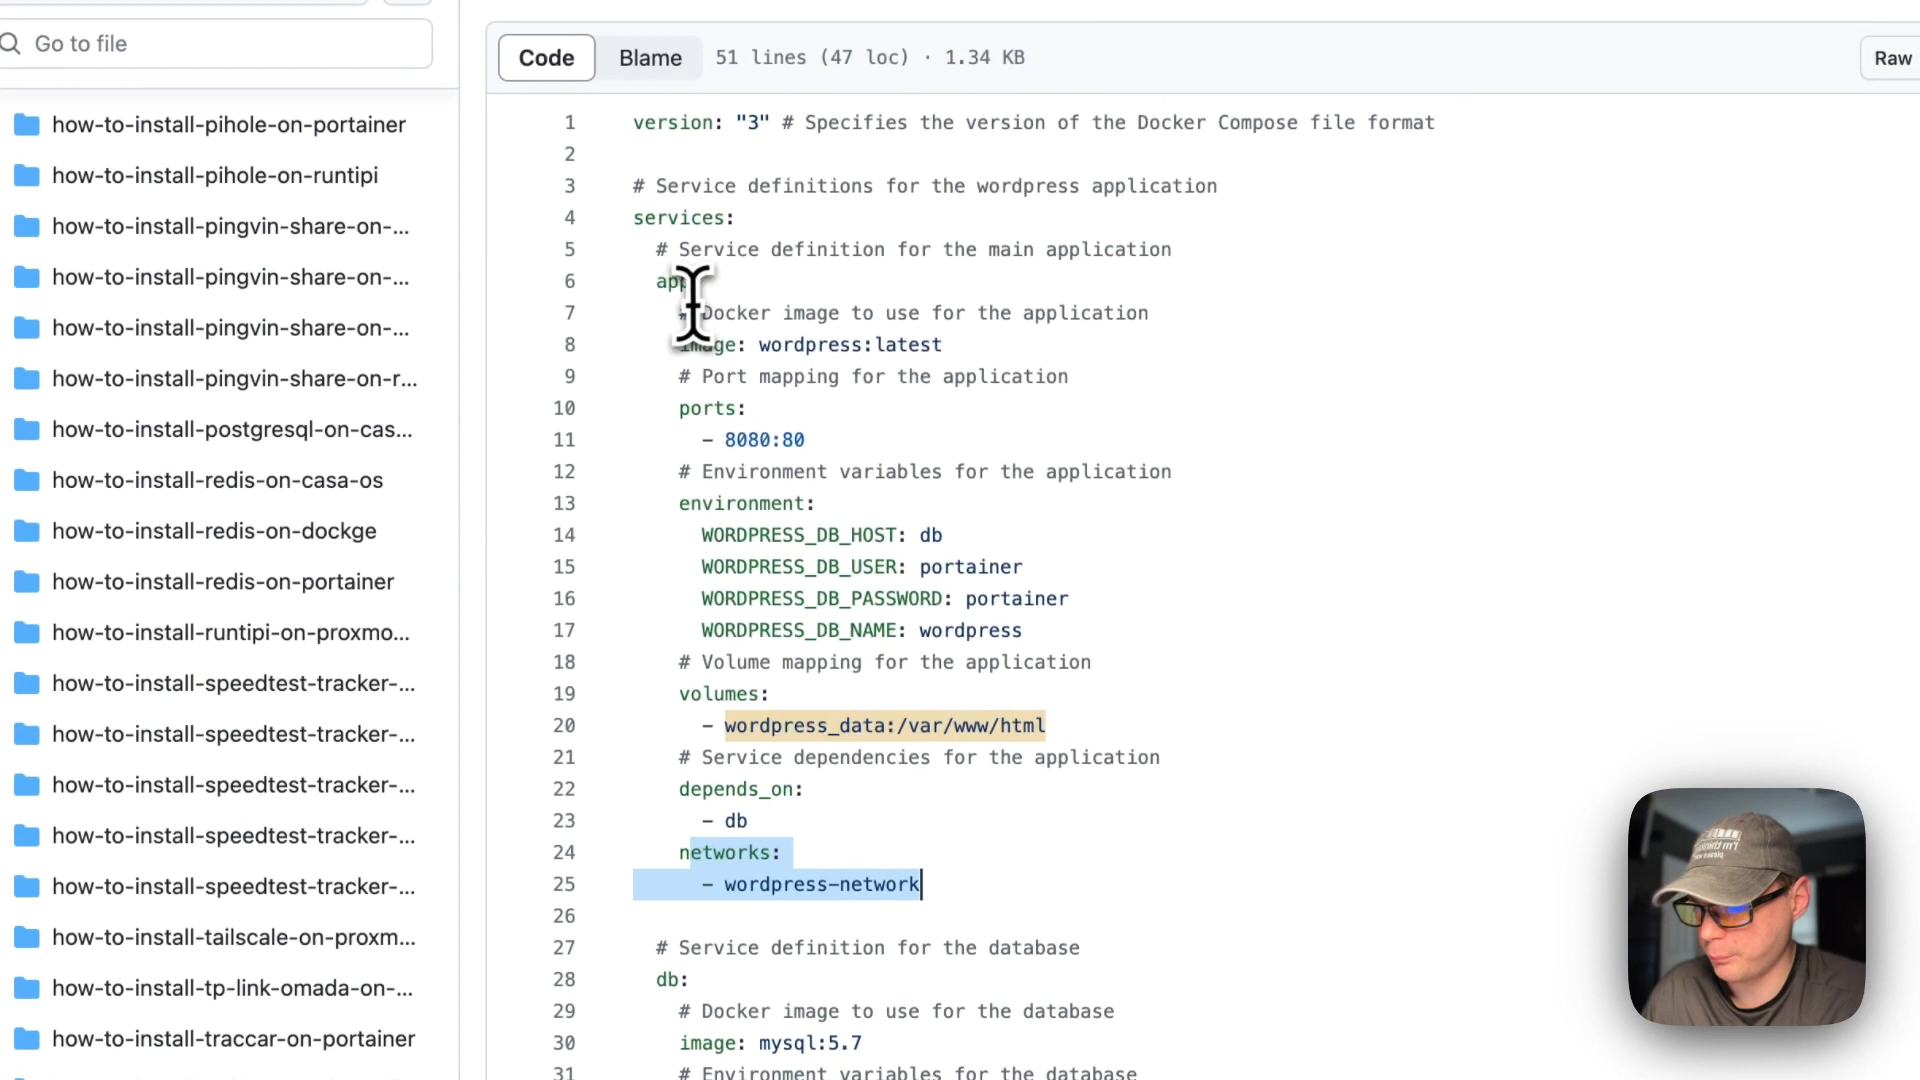 Go to file
how-to-install-pihole-on-portainer
how-to-install-pihole-on-runtipi
how-to-install-pingvin-share-on-...
how-to-install-pingvin-share-on-...
how-to-install-pingvin-share-on-...
how-to-install-pingvin-share-on-r...
how-to-install-postgresql-on-cas...
how-to-install-redis-on-casa-os
how-to-install-redis-on-dockge
how-to-install-redis-on-portainer
how-to-install-runtipi-on-proxmo...
how-to-install-speedtest-tracker-...
how-to-install-speedtest-tracker-...
how-to-install-speedtest-tracker-...
how-to-install-speedtest-tracker-...
how-to-install-speedtest-tracker-...
how-to-install-tailscale-on-proxm...
how-to-install-tp-link-omada-on-...
how-to-install-traccar-on-portainer
Code Blame 51 lines (47 loc) · 1.34 KB Raw
1 version: "3" # Specifies the version of the Docker Compose file format
2
3 # Service definitions for the wordpress application
4 services:
5 # Service definition for the main application
6 app
7 # Docker image to use for the application
8 image: wordpress:latest
9 # Port mapping for the application
10 ports:
11 - 8080:80
12 # Environment variables for the application
13 environment:
14 WORDPRESS_DB_HOST: db
15 WORDPRESS_DB_USER: portainer
16 WORDPRESS_DB_PASSWORD: portainer
17 WORDPRESS_DB_NAME: wordpress
18 # Volume mapping for the application
19 volumes:
20 - wordpress_data:/var/www/html
21 # Service dependencies for the application
22 depends_on:
23 - db
24 networks:
25 - wordpress-network
26
27 # Service definition for the database
28 db:
29 # Docker image to use for the database
30 image: mysql:5.7
31 # Environment variables for the database